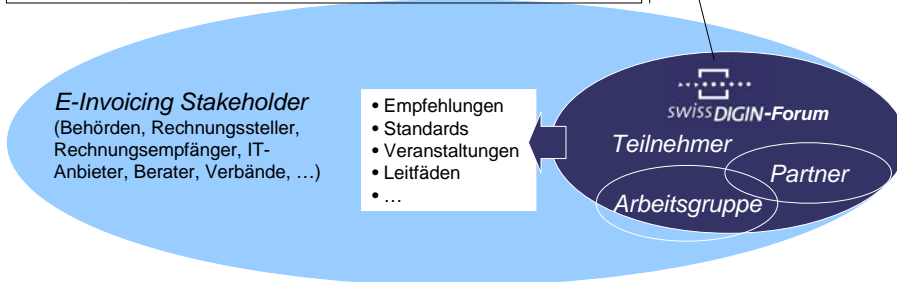 E-Invoicing Stakeholder
(Behörden, Rechnungssteller,
Rechnungsempfänger, IT-
Anbieter, Berater, Verbände, …)
• Empfehlungen
• Standards
• Veranstaltungen
• Leitfäden
• …
swissDIGIN-Forum
Teilnehmer
Partner
Arbeitsgruppe